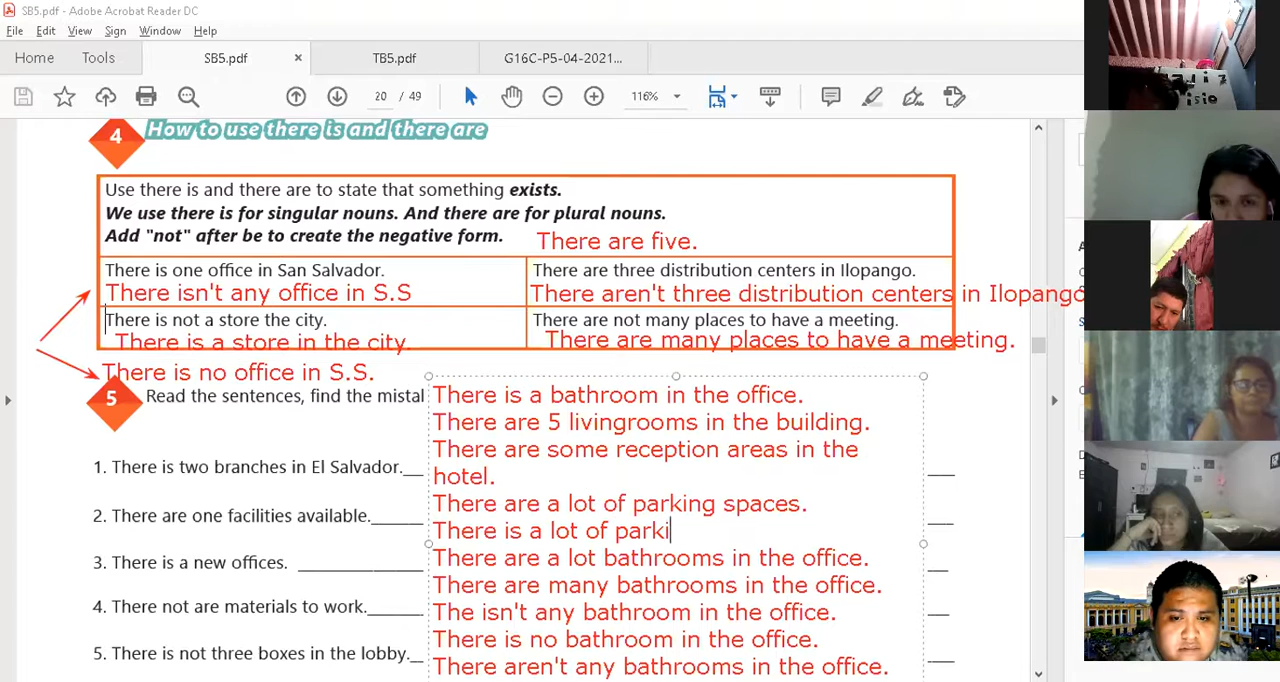 SB5.pdf - Adobe Acrobat Reader DC
File Edit View Sign Window Help
Home Tools SB5.pdf × TB5.pdf G16C-P5-04-2021...
20 / 49 116%
4 How to use there is and there are
Use there is and there are to state that something exists.
We use there is for singular nouns. And there are for plural nouns.
Add "not" after be to create the negative form.
There are five.
There is one office in San Salvador.
There are three distribution centers in Ilopango.
There isn't any office in S.S
There aren't three distribution centers in Ilopango
There is not a store the city.
There are not many places to have a meeting.
There is a store in the city.
There are many places to have a meeting.
There is no office in S.S.
5 Read the sentences, find the mistal
There is a bathroom in the office.
There are 5 livingrooms in the building.
There are some reception areas in the
hotel.
There are a lot of parking spaces.
There is a lot of parki
There are a lot bathrooms in the office.
There are many bathrooms in the office.
The isn't any bathroom in the office.
There is no bathroom in the office.
There aren't any bathrooms in the office.
1. There is two branches in El Salvador.
2. There are one facilities available.
3. There is a new offices.
4. There not are materials to work.
5. There is not three boxes in the lobby.